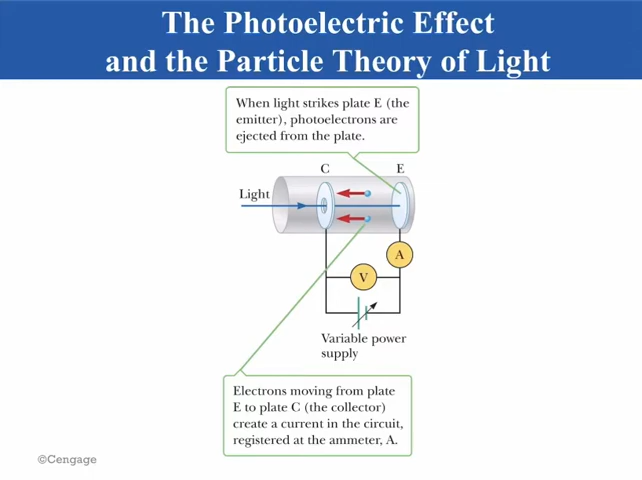 The Photoelectric Effect
and the Particle Theory of Light
When light strikes plate E (the
emitter), photoelectrons are
ejected from the plate.
C
E
Light
A
V
Variable power
supply
Electrons moving from plate
E to plate C (the collector)
create a current in the circuit,
registered at the ammeter, A.
©Cengage